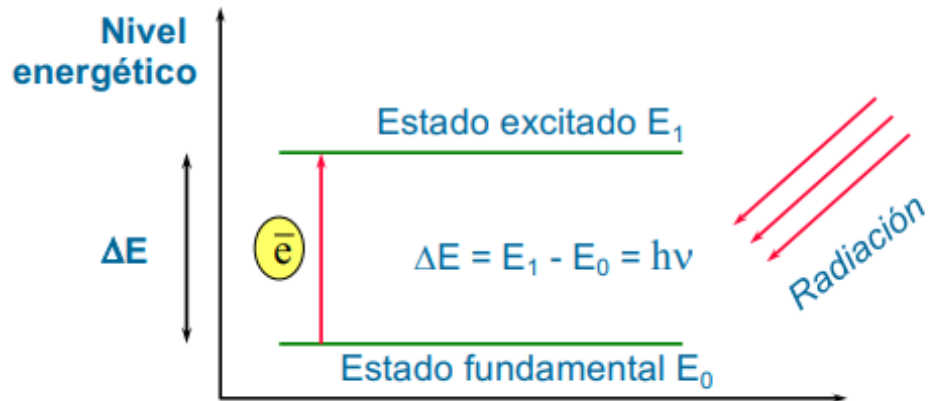 Nivel
energético
Estado excitado E₁
ΔE
e̅
ΔE = E₁ - E₀ = hν
Radiación
Estado fundamental E₀